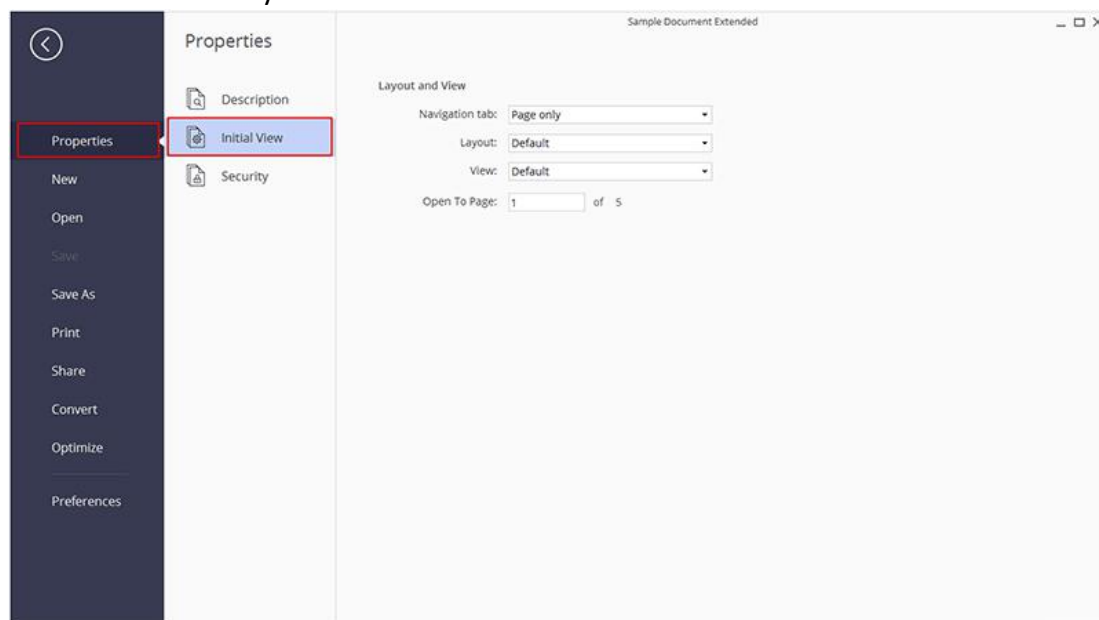 Sample Document Extended
Properties
New
Open
Save
Save As
Print
Share
Convert
Optimize
Preferences
Properties
Description
Initial View
Security
Layout and View
Navigation tab: Page only
Layout: Default
View: Default
Open To Page: 1 of 5